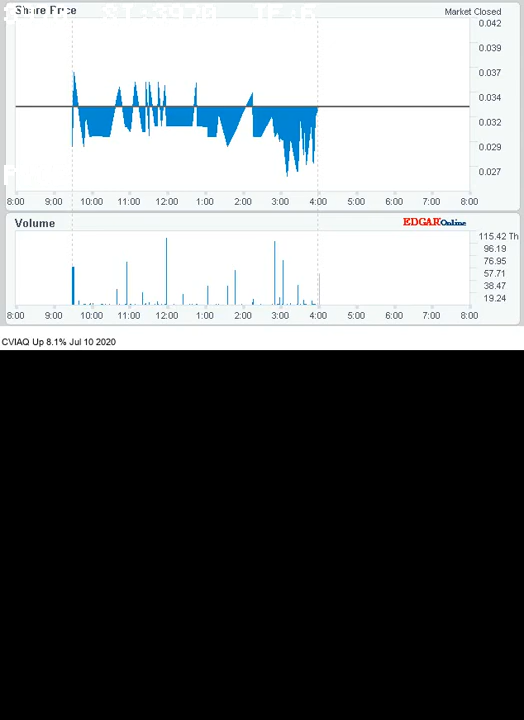 Share Price
Market Closed
0.042
0.039
0.037
0.034
0.032
0.029
0.027
8:00 9:00 10:00 11:00 12:00 1:00 2:00 3:00 4:00 5:00 6:00 7:00 8:00
Volume
EDGAR Online
115.42 Th
96.19
76.95
57.71
38.47
19.24
8:00 9:00 10:00 11:00 12:00 1:00 2:00 3:00 4:00 5:00 6:00 7:00 8:00
CVIAQ Up 8.1% Jul 10 2020